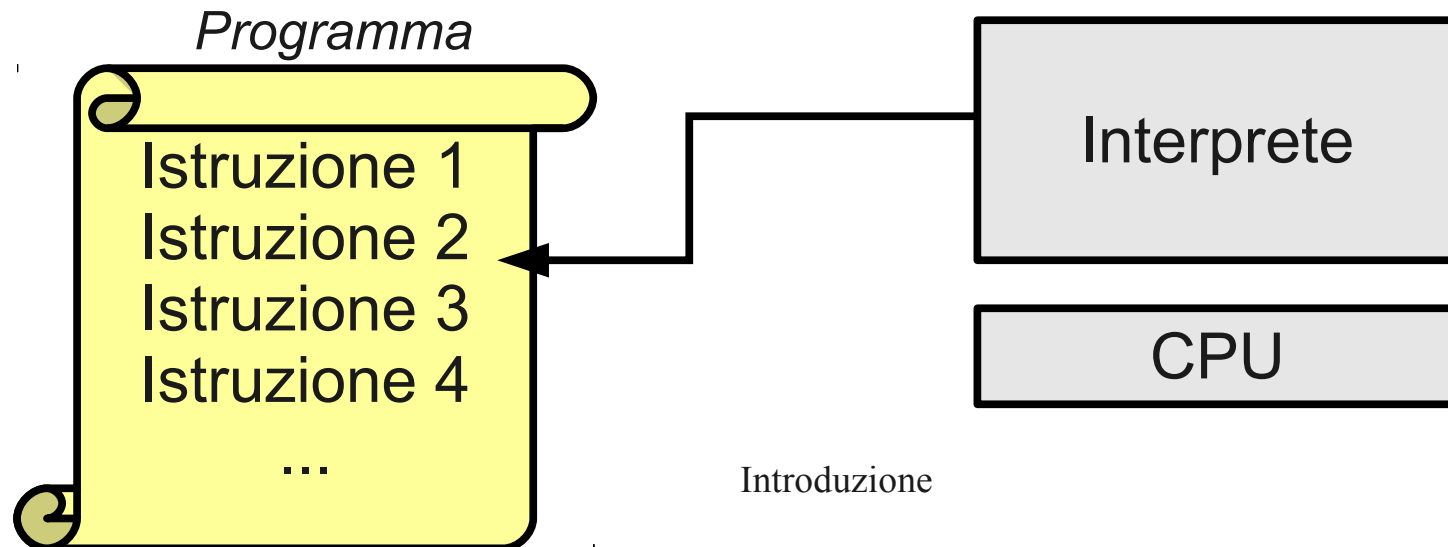 Programma
Istruzione 1
Istruzione 2
Istruzione 3
Istruzione 4
...
Interprete
CPU
Introduzione